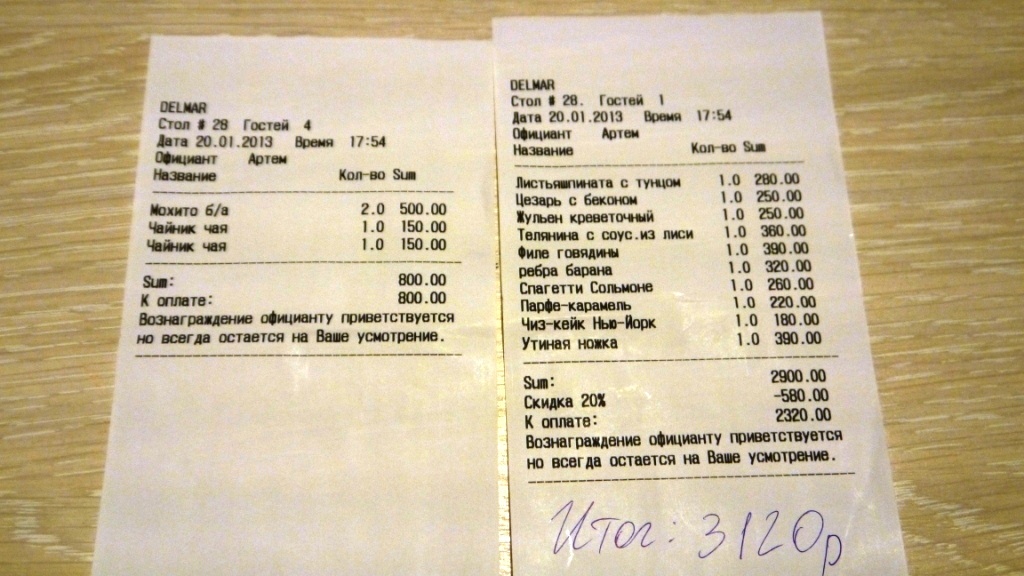 DELMAR
Стол # 28 Гостей 4
Дата 20.01.2013 Время 17:54
Официант Артем
Название Кол-во Sum
Мохито б/а 2.0 500.00
Чайник чая 1.0 150.00
Чайник чая 1.0 150.00
Sum: 800.00
К оплате: 800.00
Вознаграждение официанту приветствуется
но всегда остается на Ваше усмотрение.
DELMAR
Стол # 28. Гостей 1
Дата 20.01.2013 Время 17:54
Официант Артем
Название Кол-во Sum
Листьяшпината с тунцом 1.0 280.00
Цезарь с беконом 1.0 250.00
Жульен креветочный 1.0 250.00
Телянина с соус.из лиси 1.0 360.00
Филе говядины 1.0 390.00
ребра барана 1.0 320.00
Спагетти Сольмоне 1.0 260.00
Парфе-карамель 1.0 220.00
Чиз-кейк Нью-Йорк 1.0 180.00
Утиная ножка 1.0 390.00
Sum: 2900.00
Скидка 20% -580.00
К оплате: 2320.00
Вознаграждение официанту приветствуется
но всегда остается на Ваше усмотрение.
Итог: 3120р